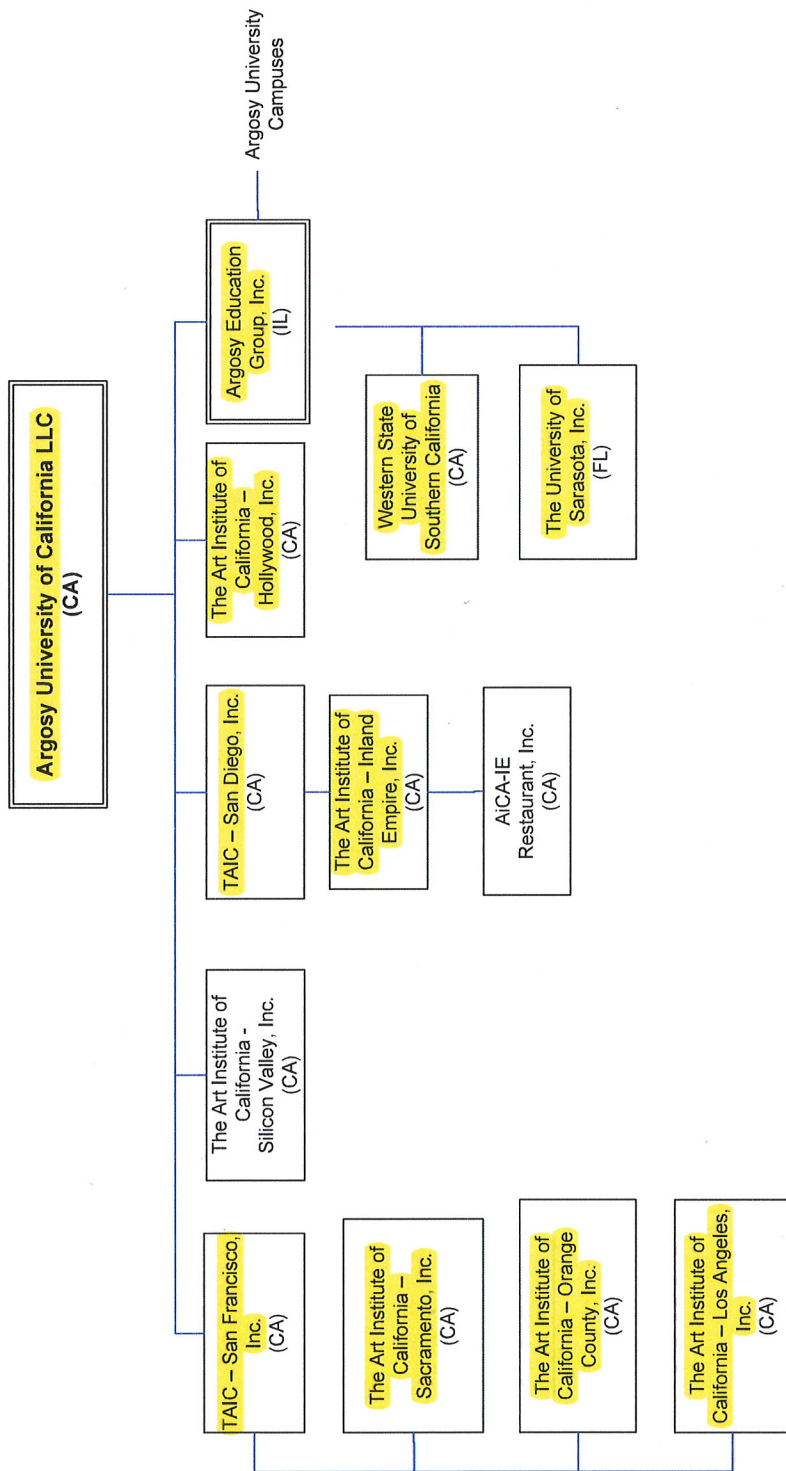 Argosy University of California LLC
(CA)
TAIC – San Francisco,
Inc.
(CA)
The Art Institute of
California –
Sacramento, Inc.
(CA)
The Art Institute of
California – Orange
County, Inc.
(CA)
The Art Institute of
California – Los Angeles,
Inc.
(CA)
The Art Institute of
California -
Silicon Valley, Inc.
(CA)
TAIC – San Diego, Inc.
(CA)
The Art Institute of
California – Inland
Empire, Inc.
(CA)
AiCA-IE
Restaurant, Inc.
(CA)
The Art Institute of
California –
Hollywood, Inc.
(CA)
Argosy Education
Group, Inc.
(IL)
Argosy University
Campuses
Western State
University of
Southern California
(CA)
The University of
Sarasota, Inc.
(FL)